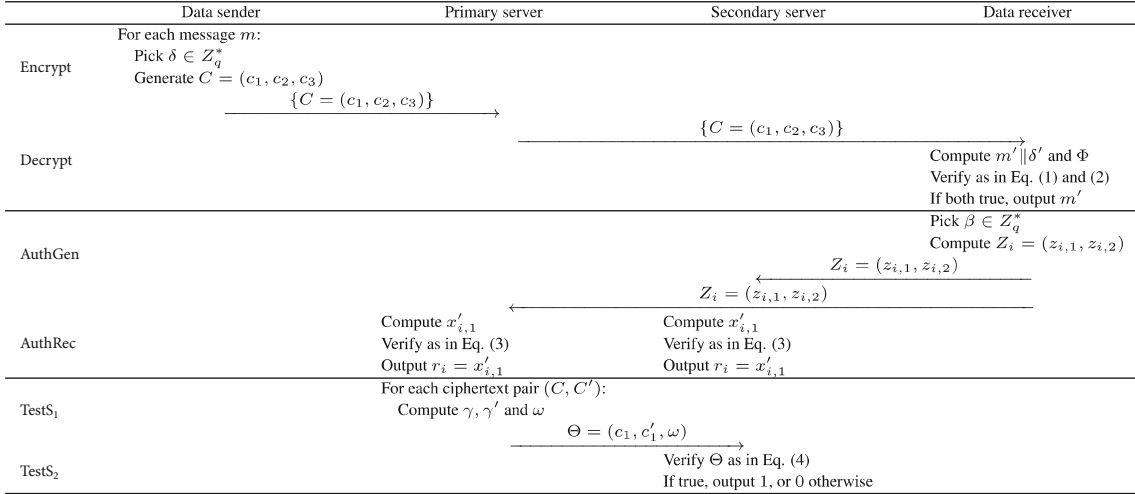 Data sender Primary server Secondary server Data receiver
For each message m:
Encrypt
Pick δ ∈ Z_q^*
Generate C = (c_1, c_2, c_3)
{C = (c_1, c_2, c_3)}
{C = (c_1, c_2, c_3)}
Decrypt
Compute m′∥δ′ and Φ
Verify as in Eq. (1) and (2)
If both true, output m′
Pick β ∈ Z_q^*
AuthGen
Compute Z_i = (z_{i,1}, z_{i,2})
Z_i = (z_{i,1}, z_{i,2})
Z_i = (z_{i,1}, z_{i,2})
Compute x′_{i,1} Compute x′_{i,1}
AuthRec Verify as in Eq. (3) Verify as in Eq. (3)
Output r_i = x′_{i,1} Output r_i = x′_{i,1}
For each ciphertext pair (C, C′):
TestS_1 Compute γ, γ′ and ω
Θ = (c_1, c′_1, ω)
Verify Θ as in Eq. (4)
TestS_2
If true, output 1, or 0 otherwise